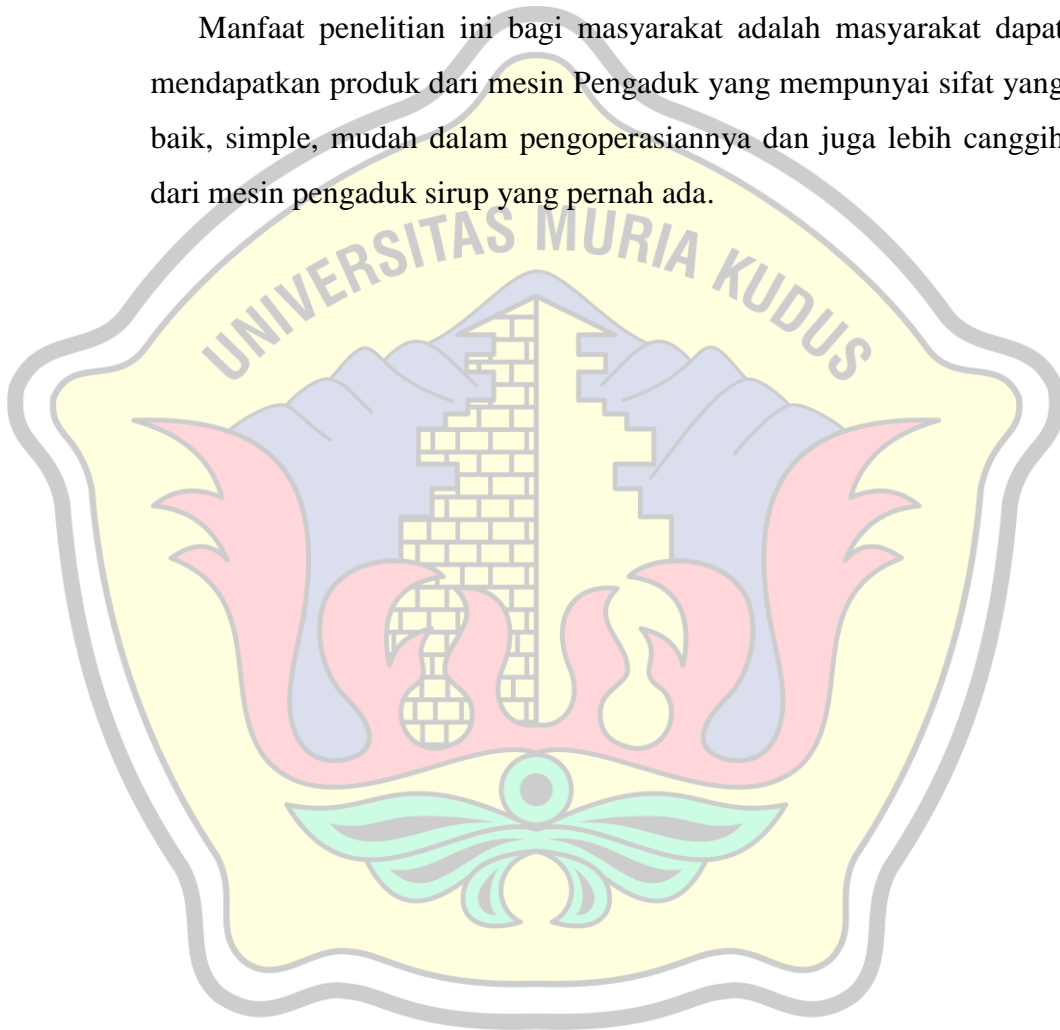 Manfaat penelitian ini bagi masyarakat adalah masyarakat dapat
mendapatkan produk dari mesin Pengaduk yang mempunyai sifat yang
baik, simple, mudah dalam pengoperasiannya dan juga lebih canggih
dari mesin pengaduk sirup yang pernah ada.
UNIVERSITAS MURIA KUDUS